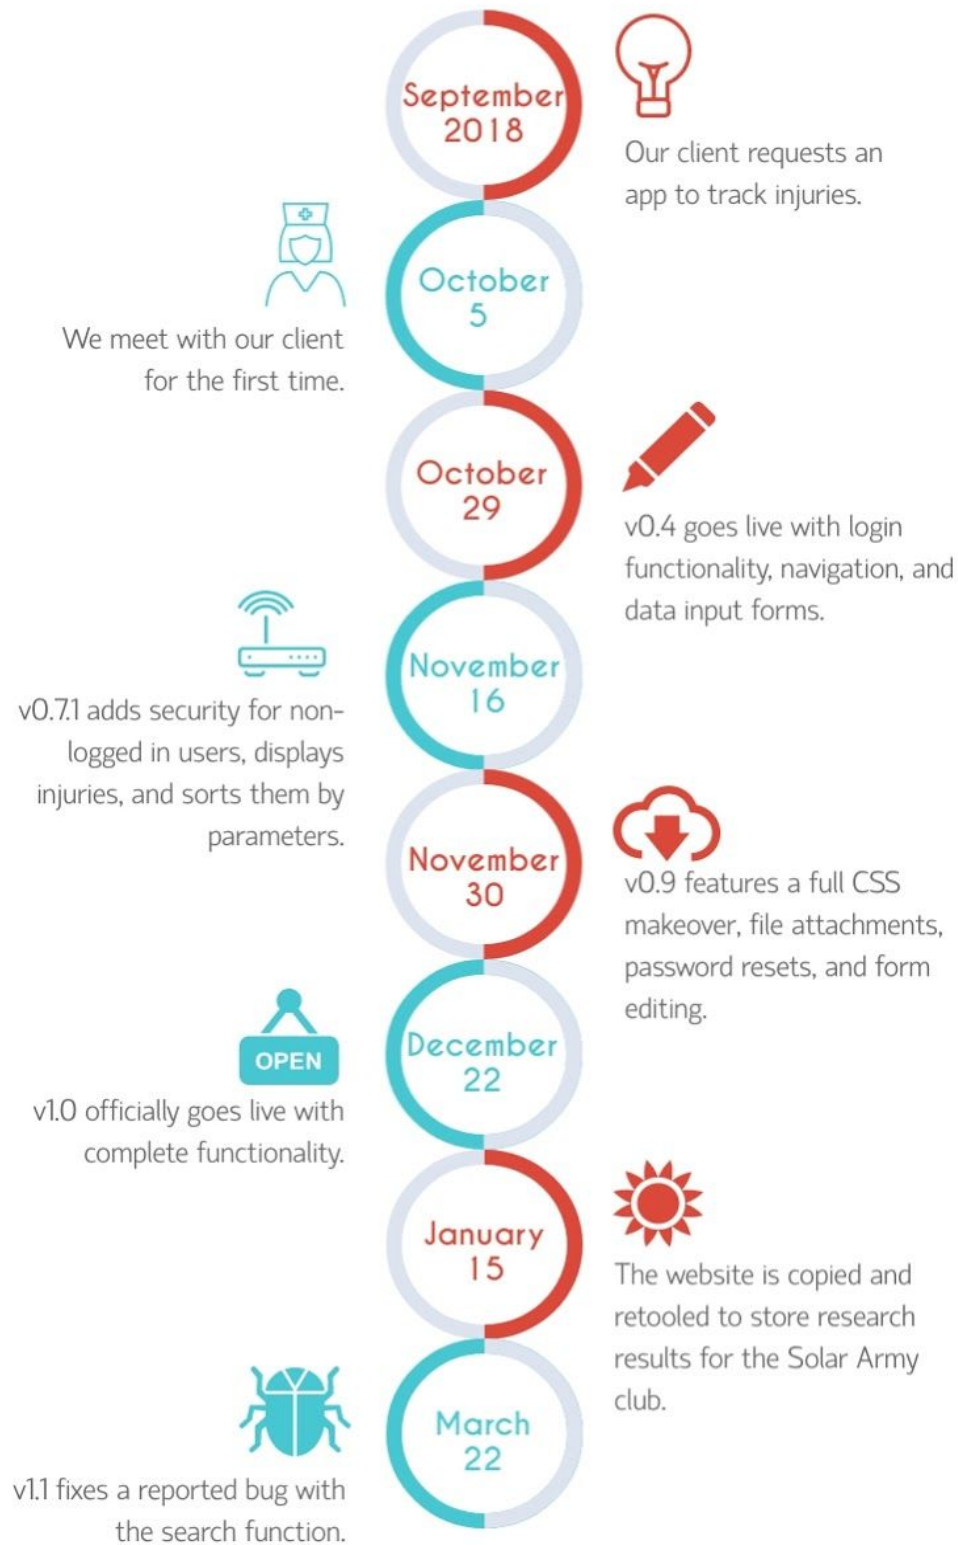 September
2018
Our client requests an
app to track injuries.
October
5
We meet with our client
for the first time.
October
29
v0.4 goes live with login
functionality, navigation, and
data input forms.
November
16
v0.7.1 adds security for non-
logged in users, displays
injuries, and sorts them by
parameters.
November
30
v0.9 features a full CSS
makeover, file attachments,
password resets, and form
editing.
December
22
OPEN
v1.0 officially goes live with
complete functionality.
January
15
The website is copied and
retooled to store research
results for the Solar Army
club.
March
22
v1.1 fixes a reported bug with
the search function.